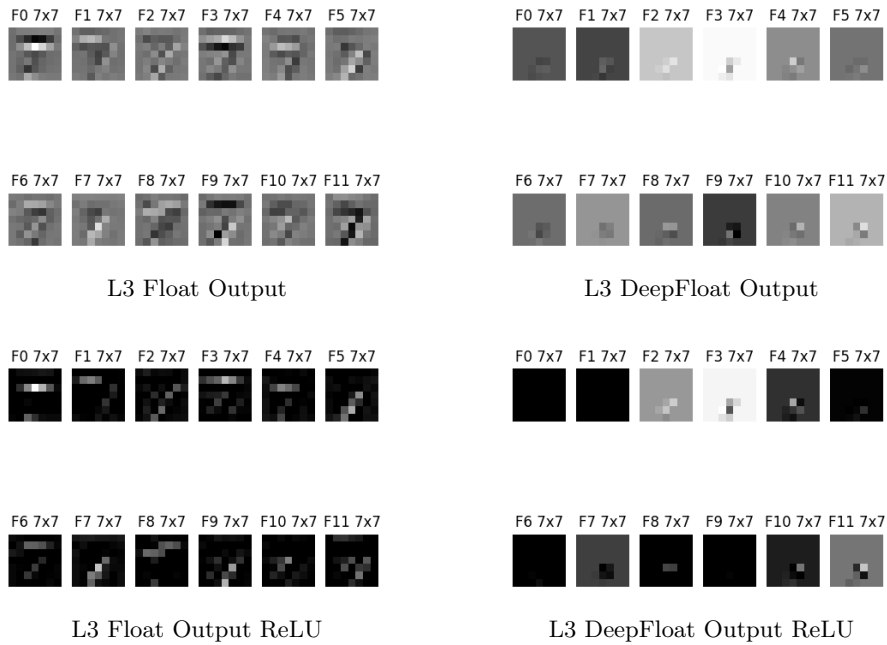 F0 7x7 F1 7x7 F2 7x7 F3 7x7 F4 7x7 F5 7x7
F6 7x7 F7 7x7 F8 7x7 F9 7x7 F10 7x7 F11 7x7
L3 Float Output
F0 7x7 F1 7x7 F2 7x7 F3 7x7 F4 7x7 F5 7x7
F6 7x7 F7 7x7 F8 7x7 F9 7x7 F10 7x7 F11 7x7
L3 DeepFloat Output
F0 7x7 F1 7x7 F2 7x7 F3 7x7 F4 7x7 F5 7x7
F6 7x7 F7 7x7 F8 7x7 F9 7x7 F10 7x7 F11 7x7
L3 Float Output ReLU
F0 7x7 F1 7x7 F2 7x7 F3 7x7 F4 7x7 F5 7x7
F6 7x7 F7 7x7 F8 7x7 F9 7x7 F10 7x7 F11 7x7
L3 DeepFloat Output ReLU